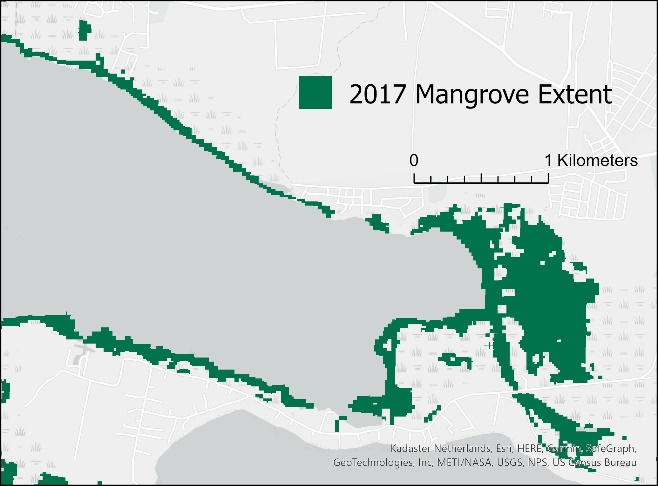 2017 Mangrove Extent
0 1 Kilometers
Kadaster Netherlands, Esri, HERE, Garmin, SafeGraph,
GeoTechnologies, Inc, METI/NASA, USGS, NPS, US Census Bureau